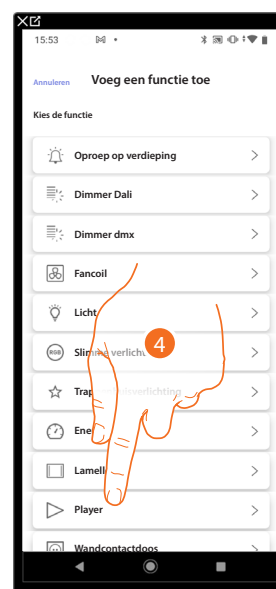 15:53
Annuleren Voeg een functie toe
Kies de functie
Oproep op verdieping
Dimmer Dali
Dimmer dmx
Fancoil
Licht
4
RGB
Player
Wandcontactdoos